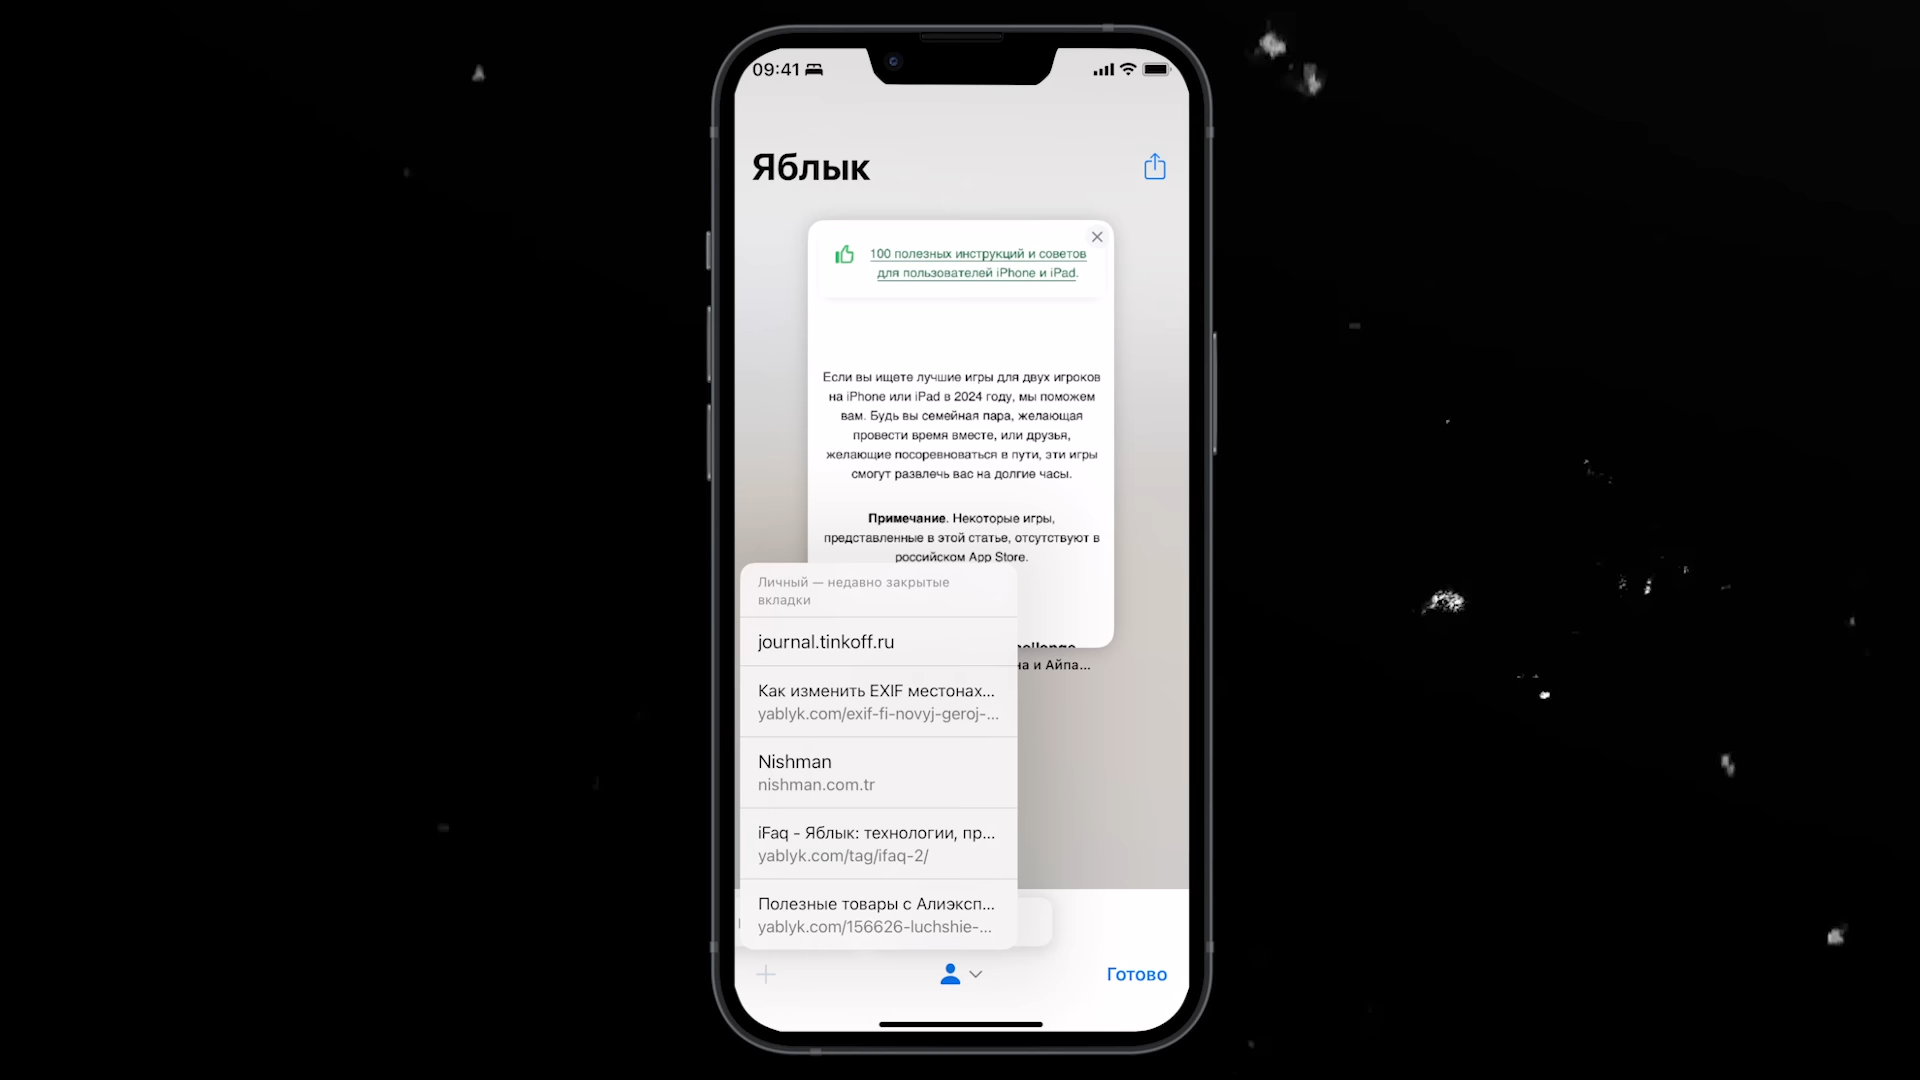 09:41
Яблык
100 полезных инструкций и советов
для пользователей iPhone и iPad.
Если вы ищете лучшие игры для двух игроков
на iPhone или iPad в 2024 году, мы поможем
вам. Будь вы семейная пара, желающая
провести время вместе, или друзья,
желающие посоревноваться в пути, эти игры
смогут развлечь вас на долгие часы.
Примечание. Некоторые игры,
представленные в этой статье, отсутствуют в
российском App Store.
на и Айпа...
Личный — недавно закрытые
вкладки
journal.tinkoff.ru
Как изменить EXIF местонах...
yablyk.com/exif-fi-novyj-geroj-...
Nishman
nishman.com.tr
iFaq - Яблык: технологии, пр...
yablyk.com/tag/ifaq-2/
Полезные товары с Алиэксп...
yablyk.com/156626-luchshie-...
Готово